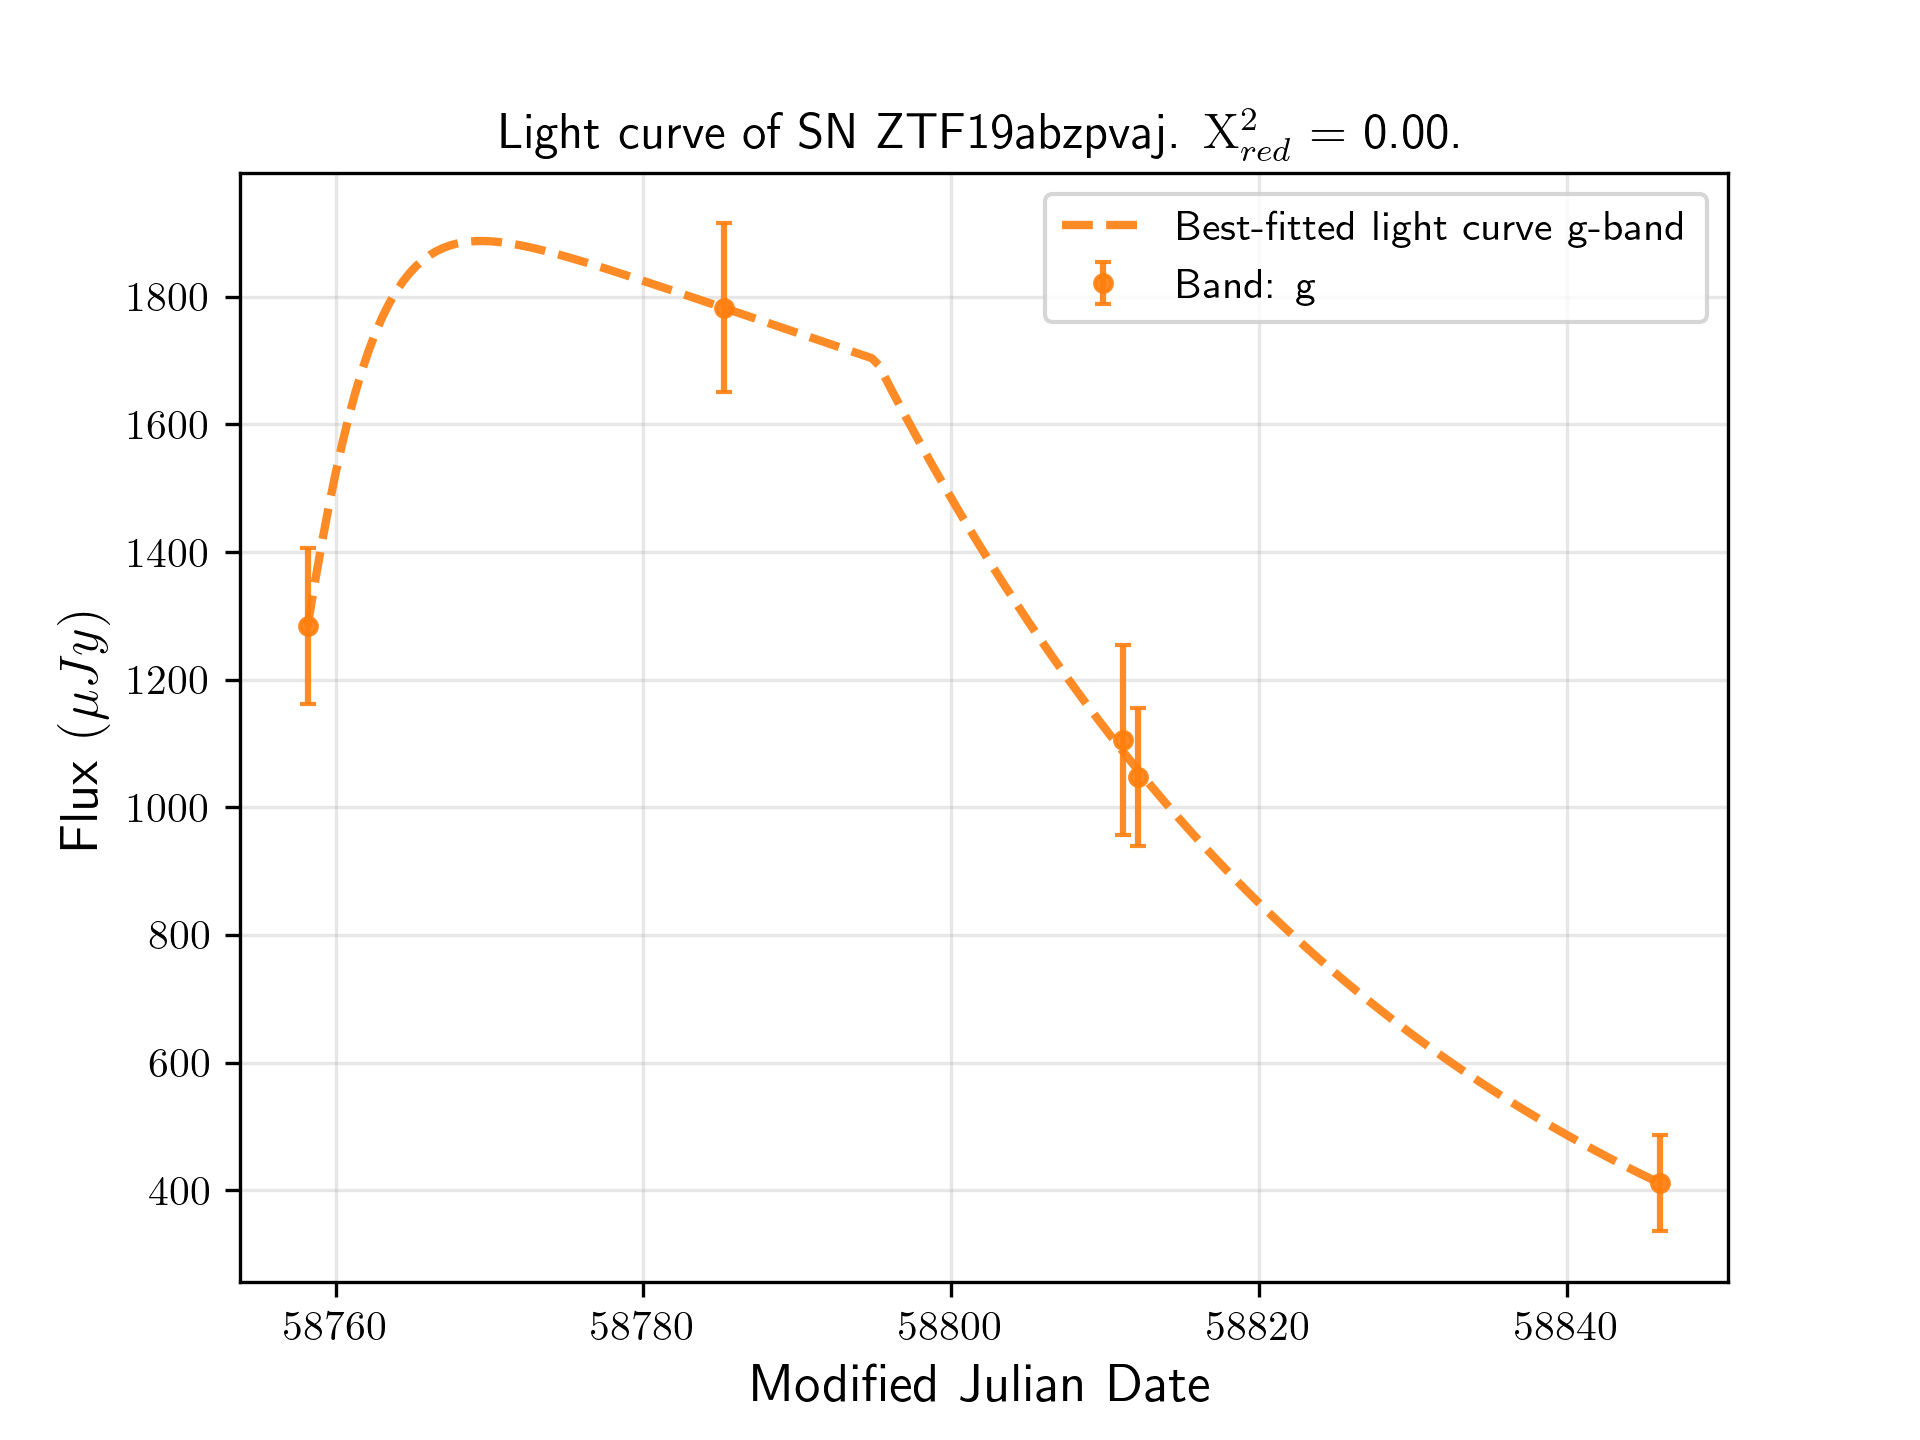 Light curve of SN ZTF19abzpvaj. X²_red = 0.00.
Best-fitted light curve g-band
Band: g
Flux (μJy)
1800
1600
1400
1200
1000
800
600
400
58760 58780 58800 58820 58840
Modified Julian Date